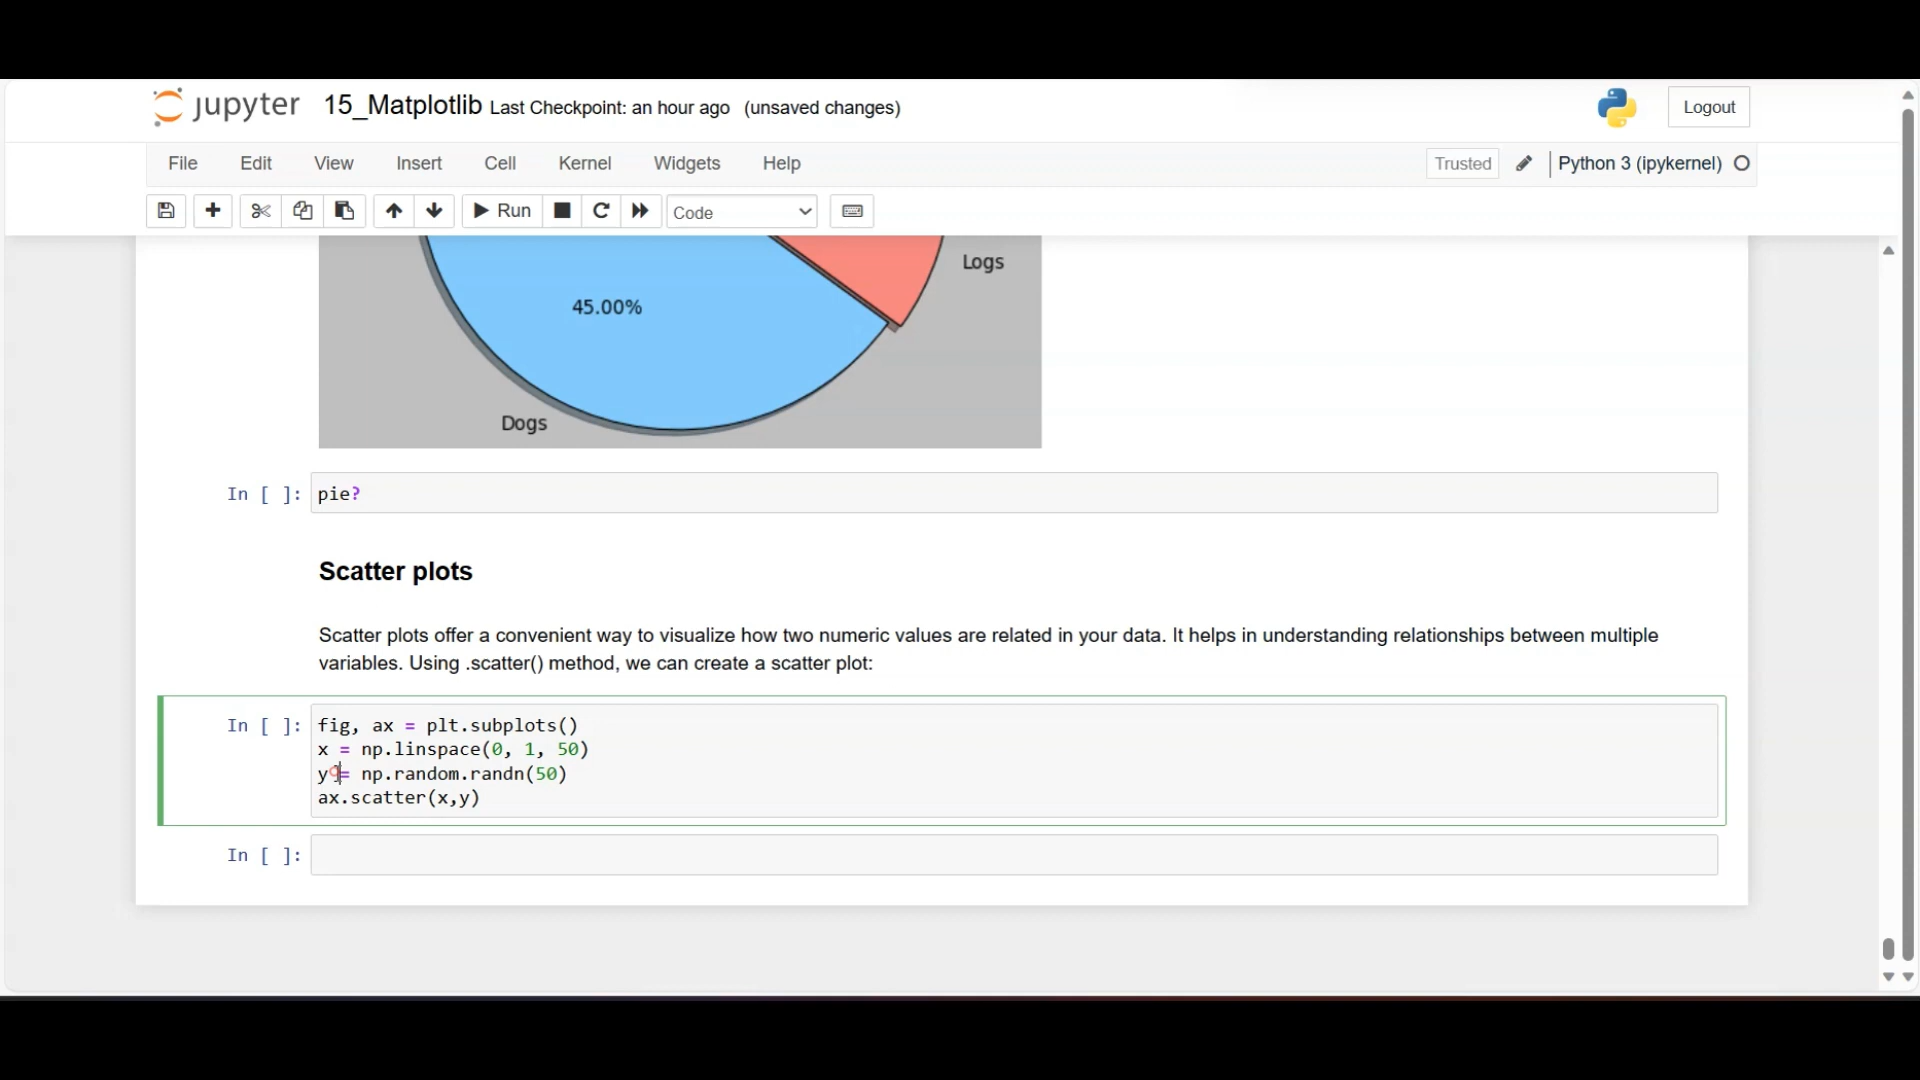 jupyter 15_Matplotlib Last Checkpoint: an hour ago (unsaved changes) Logout
File Edit View Insert Cell Kernel Widgets Help Trusted Python 3 (ipykernel)
Run Code
Logs
45.00%
Dogs
In [ ]: pie?
Scatter plots
Scatter plots offer a convenient way to visualize how two numeric values are related in your data. It helps in understanding relationships between multiple
variables. Using .scatter() method, we can create a scatter plot:
In [ ]: fig, ax = plt.subplots()
x = np.linspace(0, 1, 50)
y = np.random.randn(50)
ax.scatter(x,y)
In [ ]: